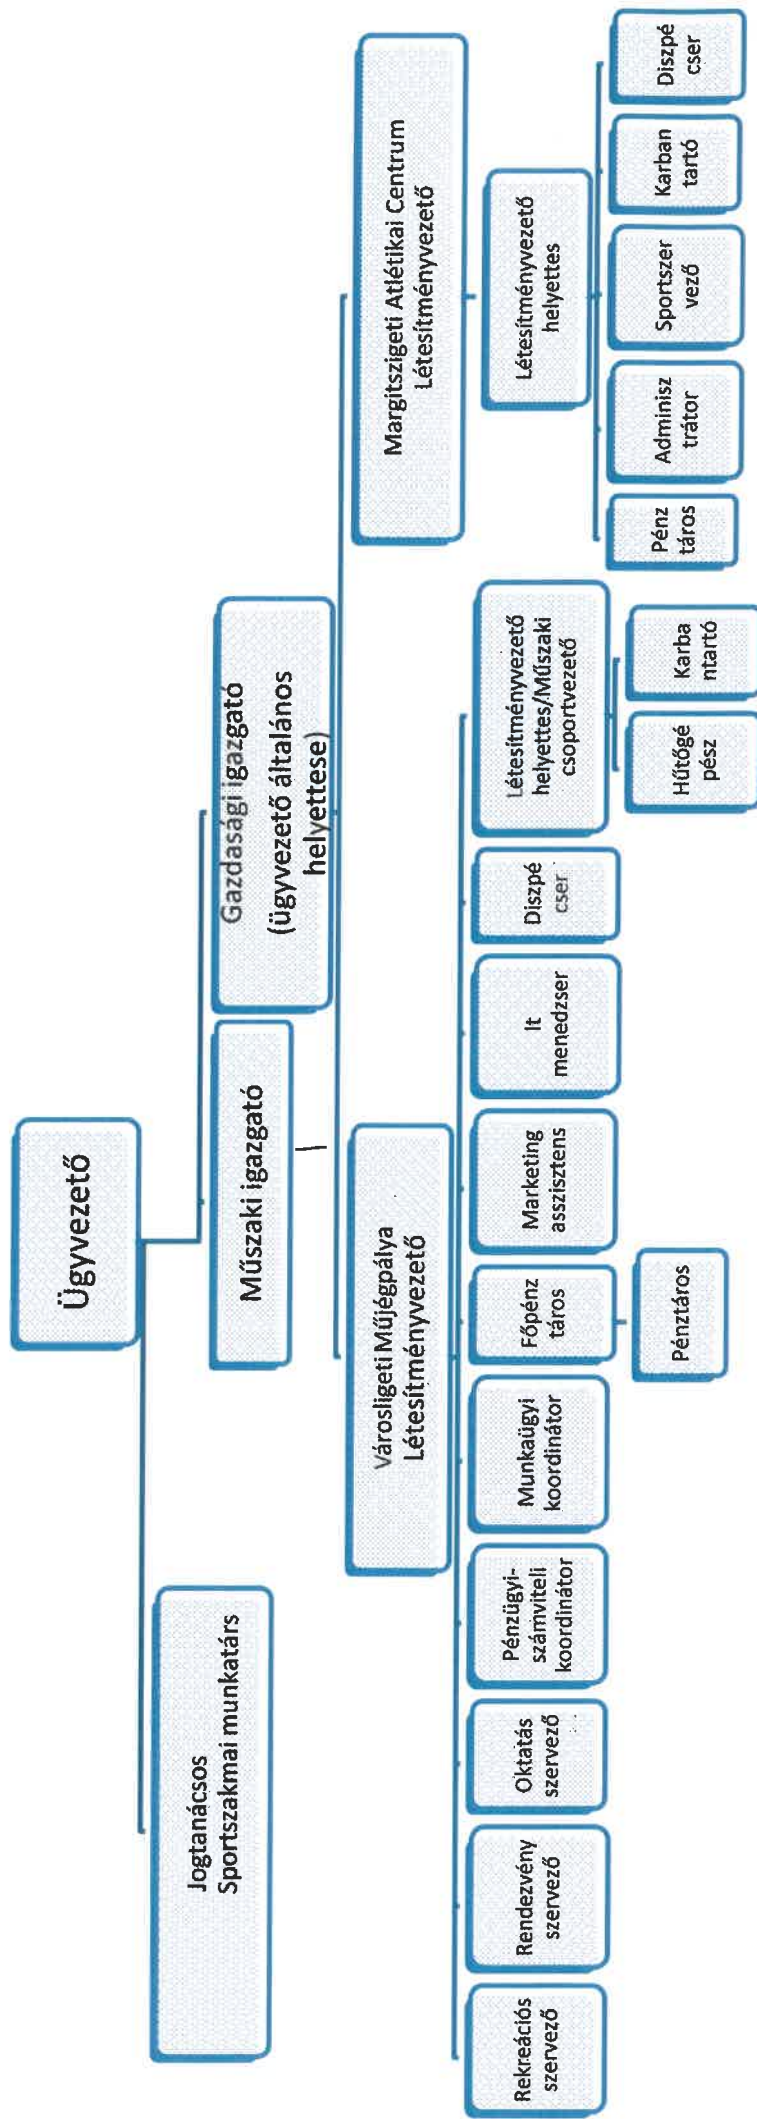 Ügyvezető
Jogtanácsos
Sportszakmai munkatárs
Műszaki igazgató
Gazdasági igazgató
(ügyvezető általános
helyettese)
Városligeti Műjégpálya
Létesítményvezető
Margitszigeti Atlétikai Centrum
Létesítményvezető
Rekreációs
szervező
Rendezvény
szervező
Oktatás
szervező
Pénzügyi-
számviteli
koordinátor
Munkaügyi
koordinátor
Főpénz
táros
Marketing
asszisztens
It
menedzser
Diszpé
cser
Létesítményvezető
helyettes/Műszaki
csoportvezető
Létesítményvezető
helyettes
Pénztáros
Hűtőgé
pész
Karba
ntartó
Pénz
táros
Adminisz
trátor
Sportszer
vező
Karban
tartó
Diszpé
cser